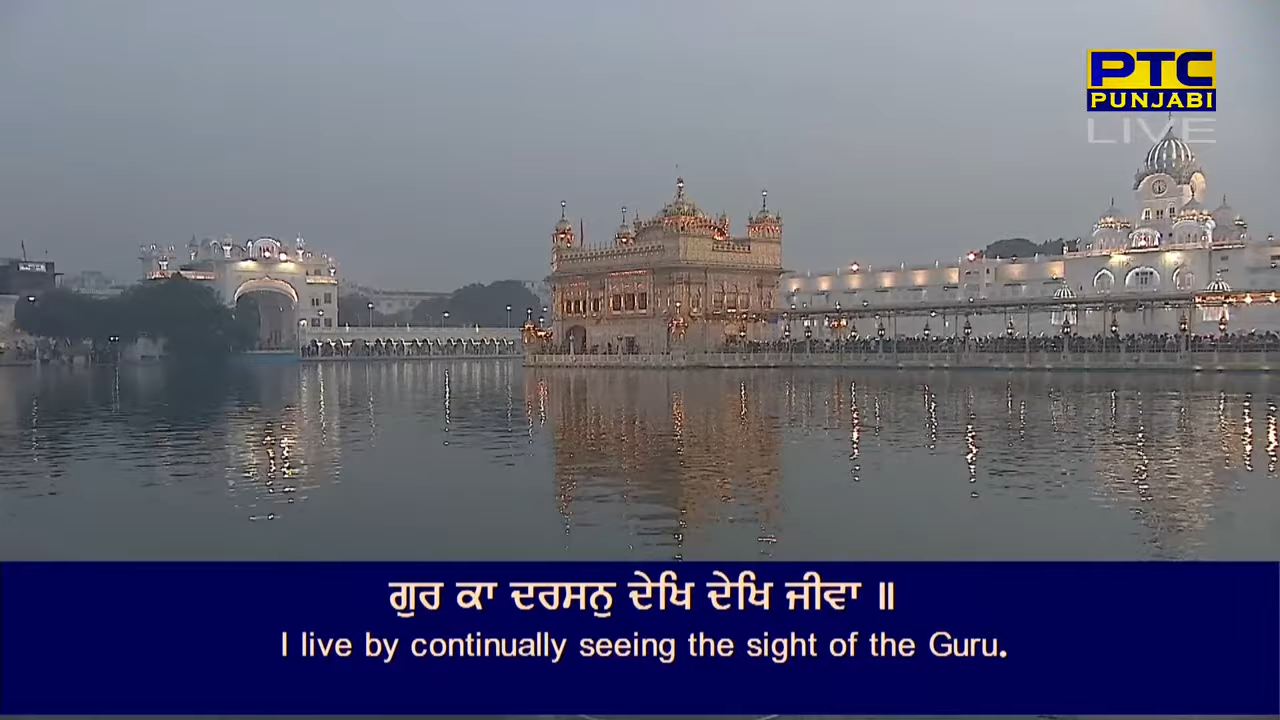 PTC
PUNJABI
LIVE
ਗੁਰ ਕਾ ਦਰਸਨੁ ਦੇਖਿ ਦੇਖਿ ਜੀਵਾ ॥
I live by continually seeing the sight of the Guru.